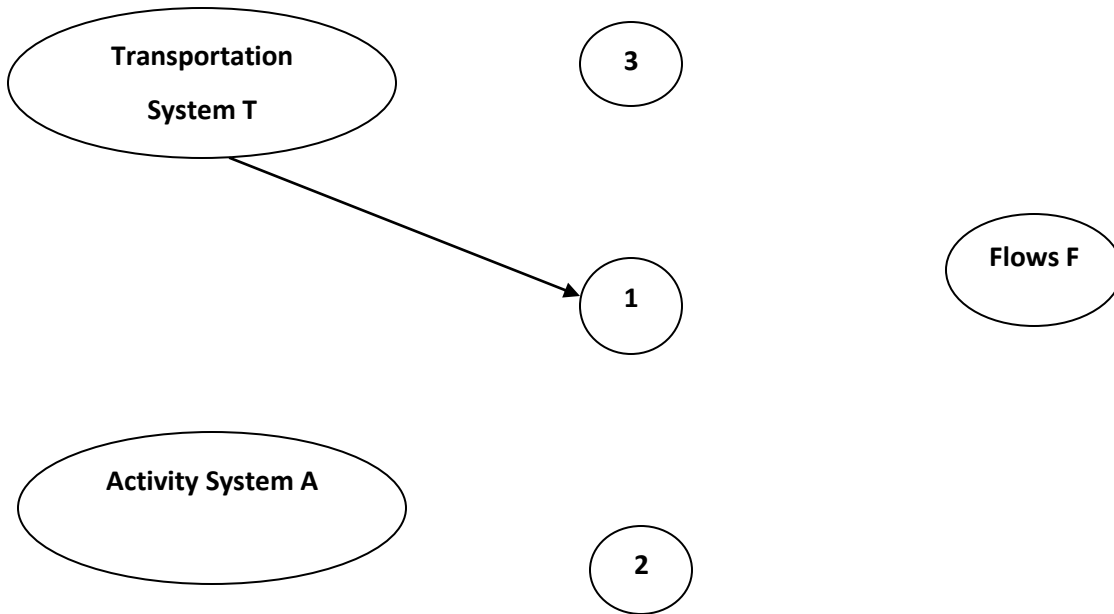 Transportation
System T
3
Flows F
1
Activity System A
2